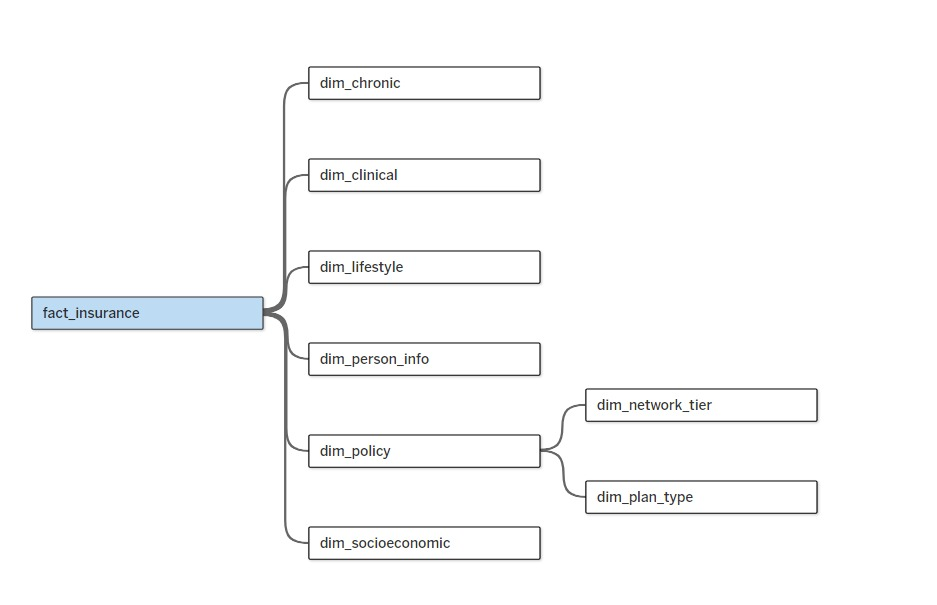 dim_chronic
dim_clinical
dim_lifestyle
fact_insurance
dim_person_info
dim_network_tier
dim_policy
dim_plan_type
dim_socioeconomic